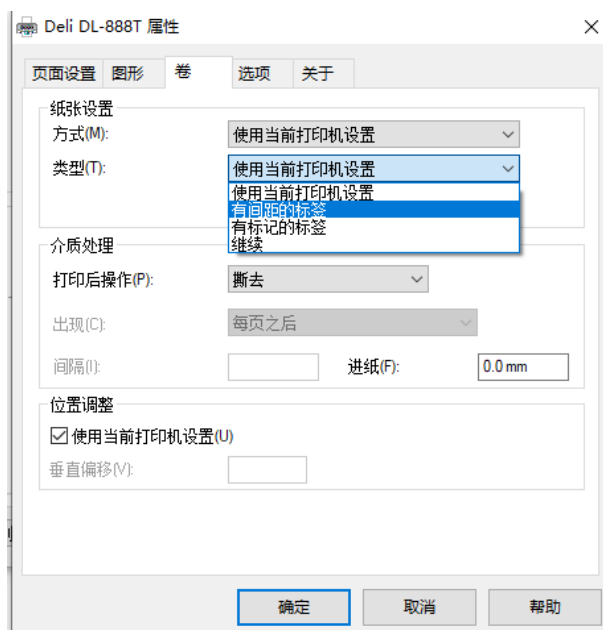 Deli DL-888T 属性
页面设置 图形 卷 选项 关于
纸张设置
方式(M): 使用当前打印机设置
类型(T): 使用当前打印机设置
使用当前打印机设置
有间距的标签
有标记的标签
继续
介质处理
打印后操作(P): 撕去
出现(C): 每页之后
间隔(I): 进纸(F): 0.0 mm
位置调整
使用当前打印机设置(U)
垂直偏移(V):
确定 取消 帮助